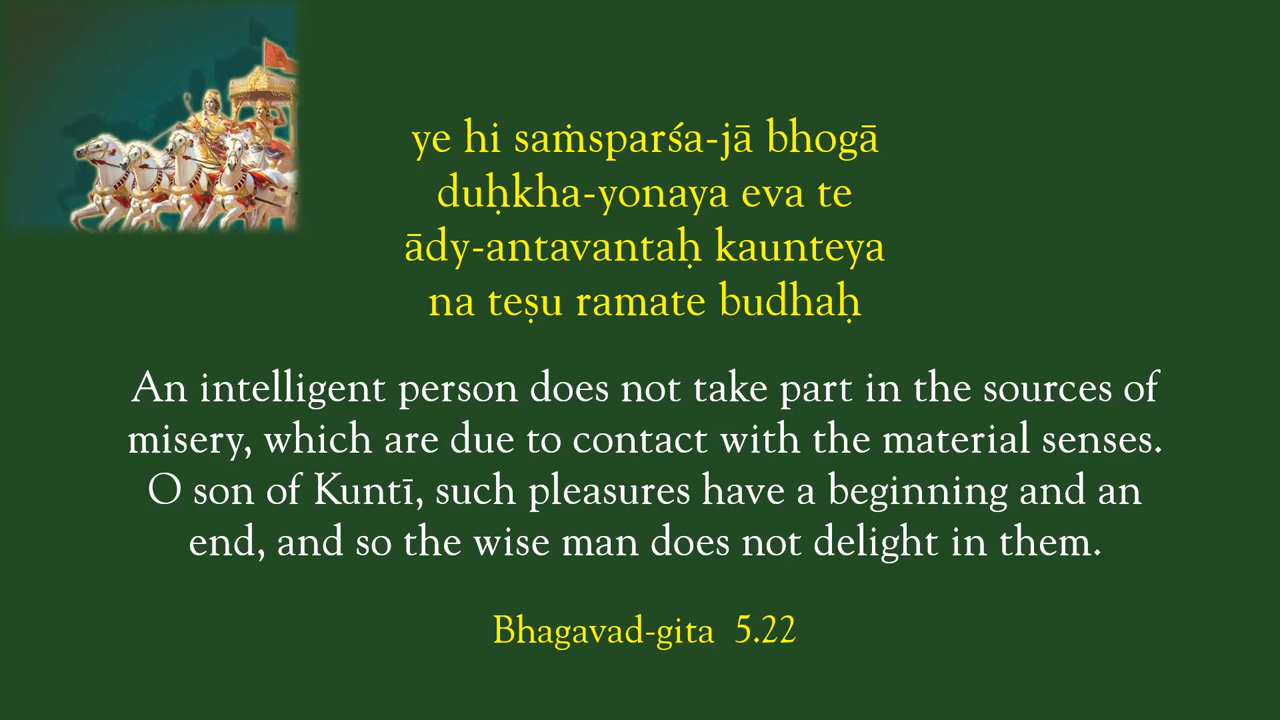 ye hi saṁsparśa-jā bhogā
duḥkha-yonaya eva te
ādy-antavantaḥ kaunteya
na teṣu ramate budhaḥ
An intelligent person does not take part in the sources of
misery, which are due to contact with the material senses.
O son of Kuntī, such pleasures have a beginning and an
end, and so the wise man does not delight in them.
Bhagavad-gita 5.22